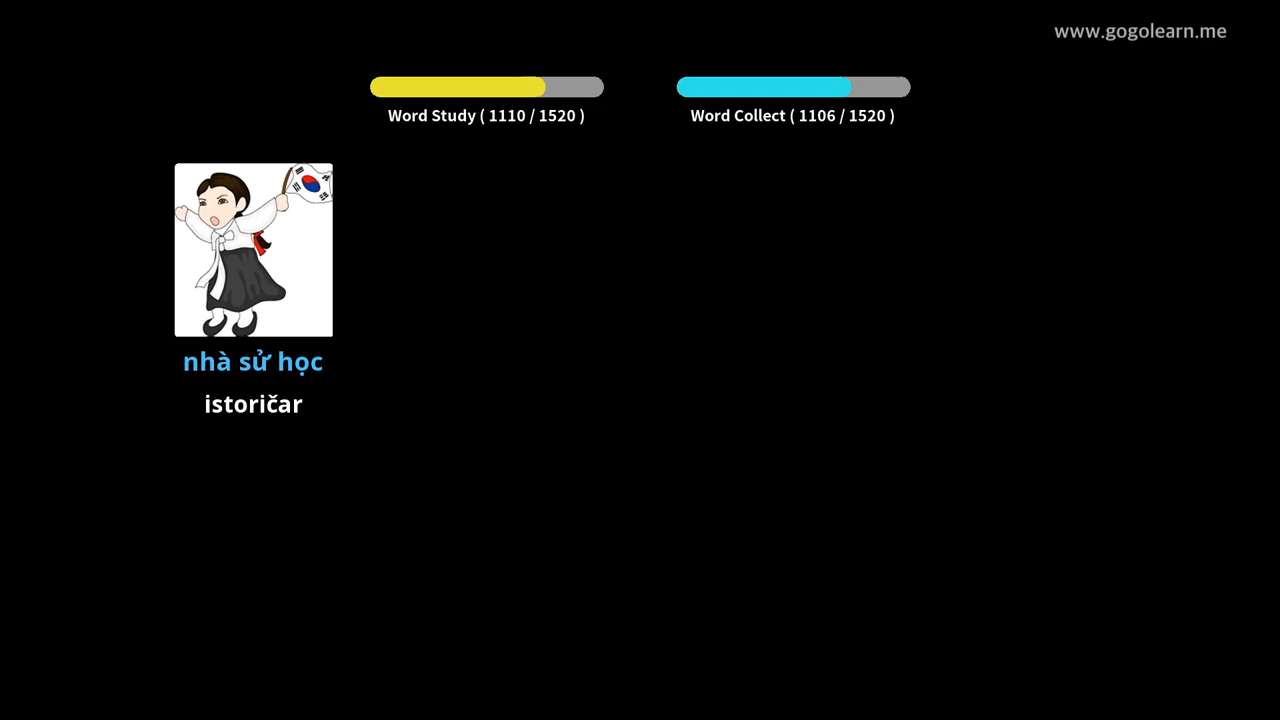 www.gogolearn.me
Word Study ( 1110 / 1520 )
Word Collect ( 1106 / 1520 )
nhà sử học
istoričar